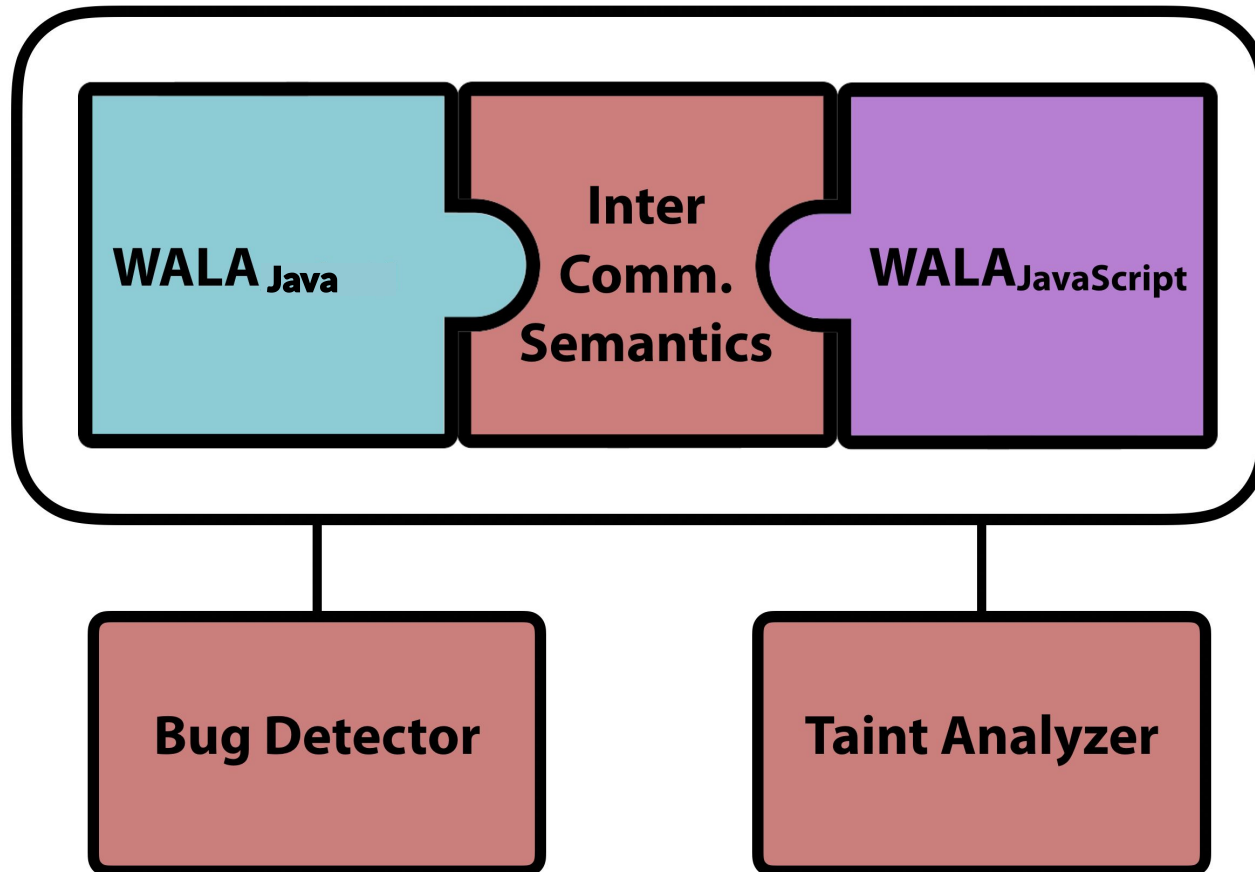 WALA Java
Inter
Comm.
Semantics
WALAJavaScript
Bug Detector
Taint Analyzer